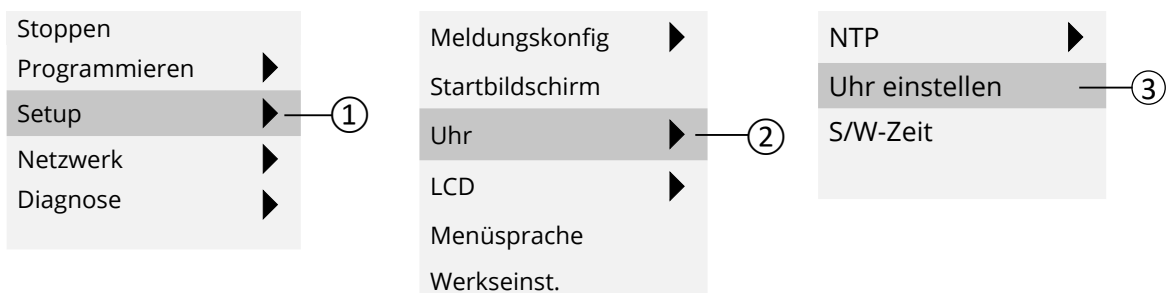 Stoppen
Programmieren
Setup
Netzwerk
Diagnose
①
Meldungskonfig
Startbildschirm
Uhr
LCD
Menüsprache
Werkseinst.
②
NTP
Uhr einstellen
S/W-Zeit
③